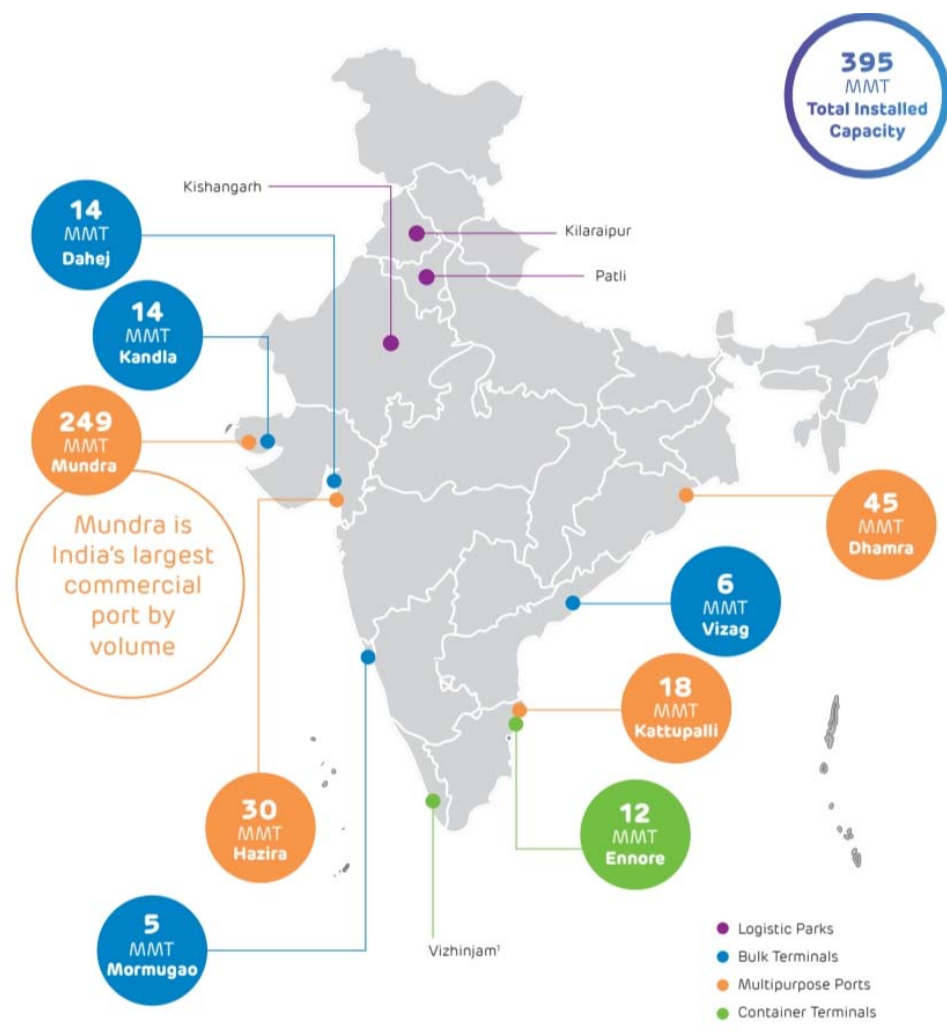 395
MMT
Total Installed
Capacity
Kishangarh
14
MMT
Dahej
Kilaraipur
Patli
14
MMT
Kandla
249
MMT
Mundra
Mundra is
India's largest
commercial
port by
volume
45
MMT
Dhamra
6
MMT
Vizag
18
MMT
Kattupalli
30
MMT
Hazira
12
MMT
Ennore
5
MMT
Mormugao
Vizhinjam¹
Logistic Parks
Bulk Terminals
Multipurpose Ports
Container Terminals